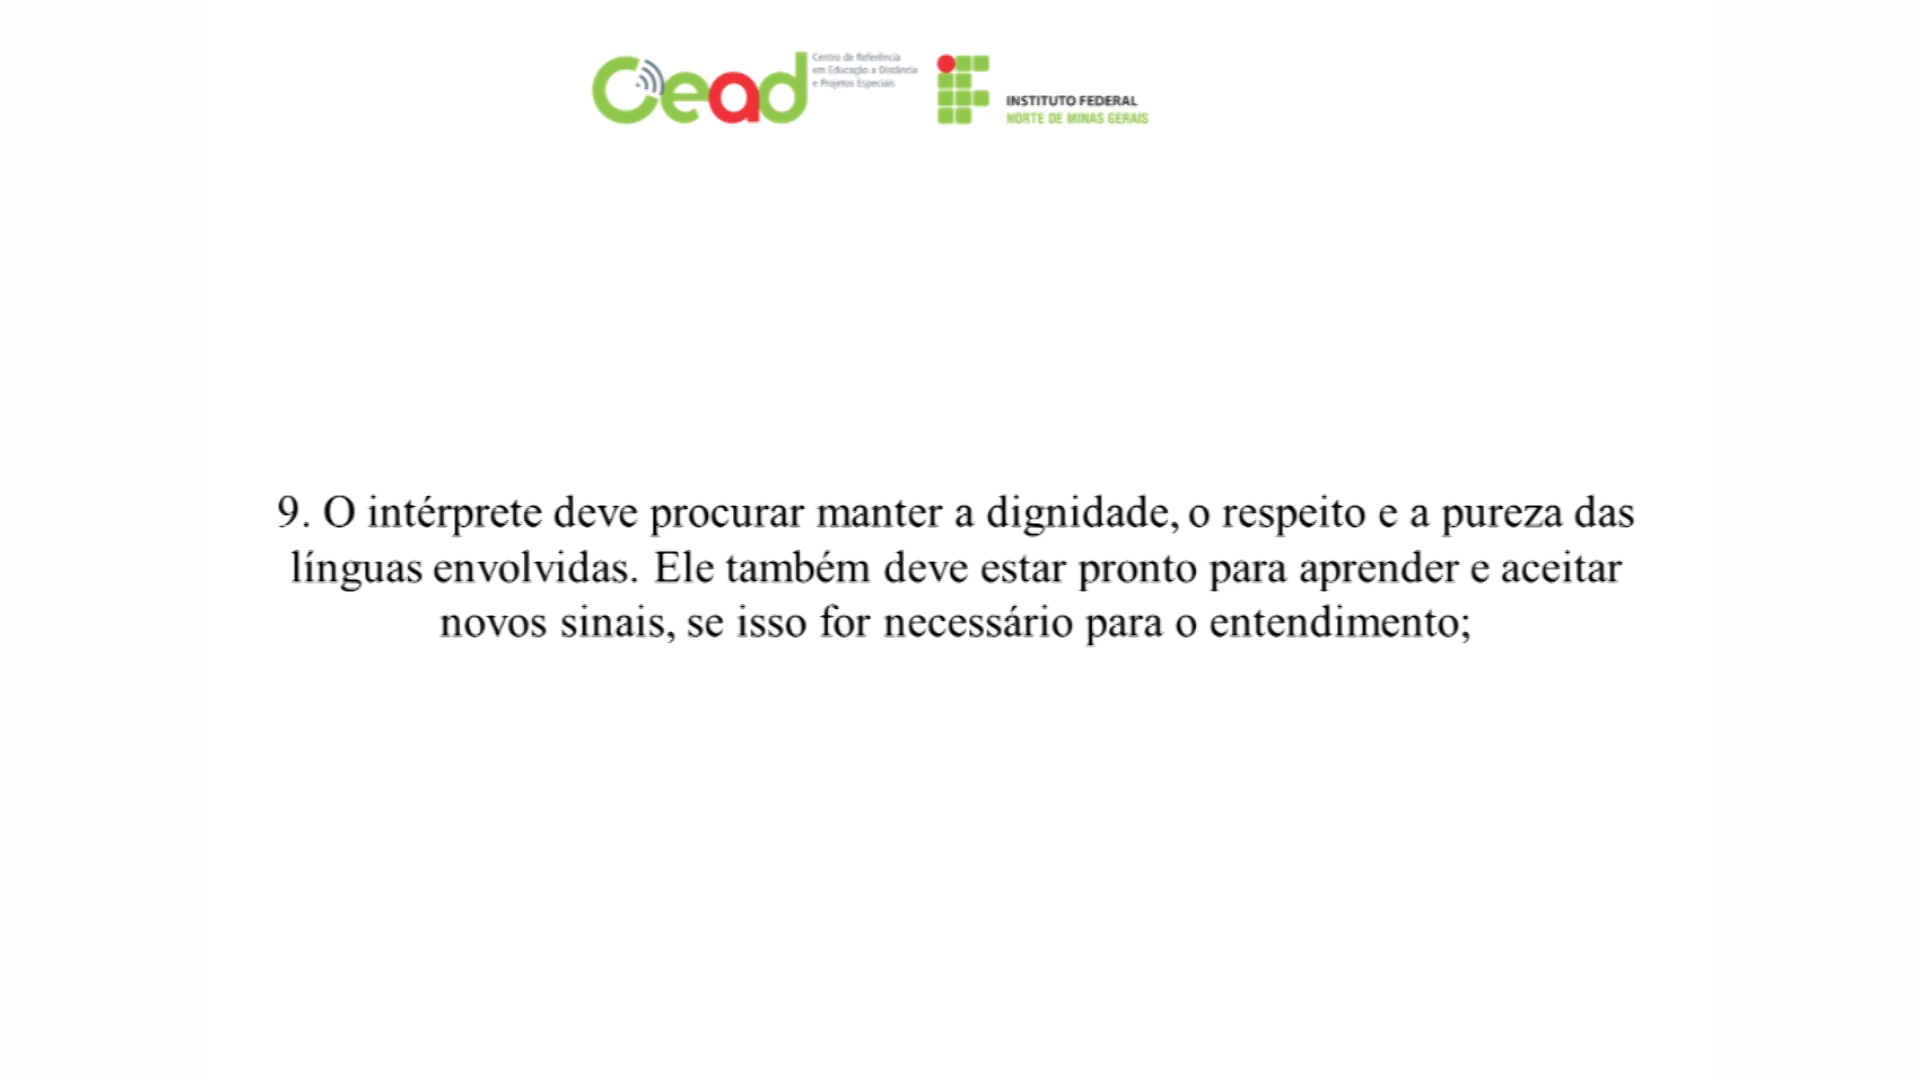 Cead
Centro de Referência
em Educação a Distância
e Projetos Especiais
INSTITUTO FEDERAL
NORTE DE MINAS GERAIS
9. O intérprete deve procurar manter a dignidade, o respeito e a pureza das
línguas envolvidas. Ele também deve estar pronto para aprender e aceitar
novos sinais, se isso for necessário para o entendimento;